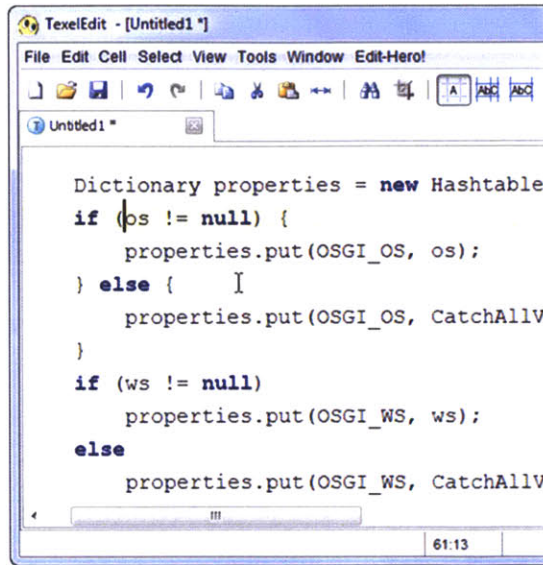 TexelEdit - [Untitled1 *]
File Edit Cell Select View Tools Window Edit-Hero!
A AbC AbC
Untitled1 *
Dictionary properties = new Hashtable
if (os != null) {
properties.put(OSGI_OS, os);
} else {
properties.put(OSGI_OS, CatchAllV
}
if (ws != null)
properties.put(OSGI_WS, ws);
else
properties.put(OSGI_WS, CatchAllV
61:13